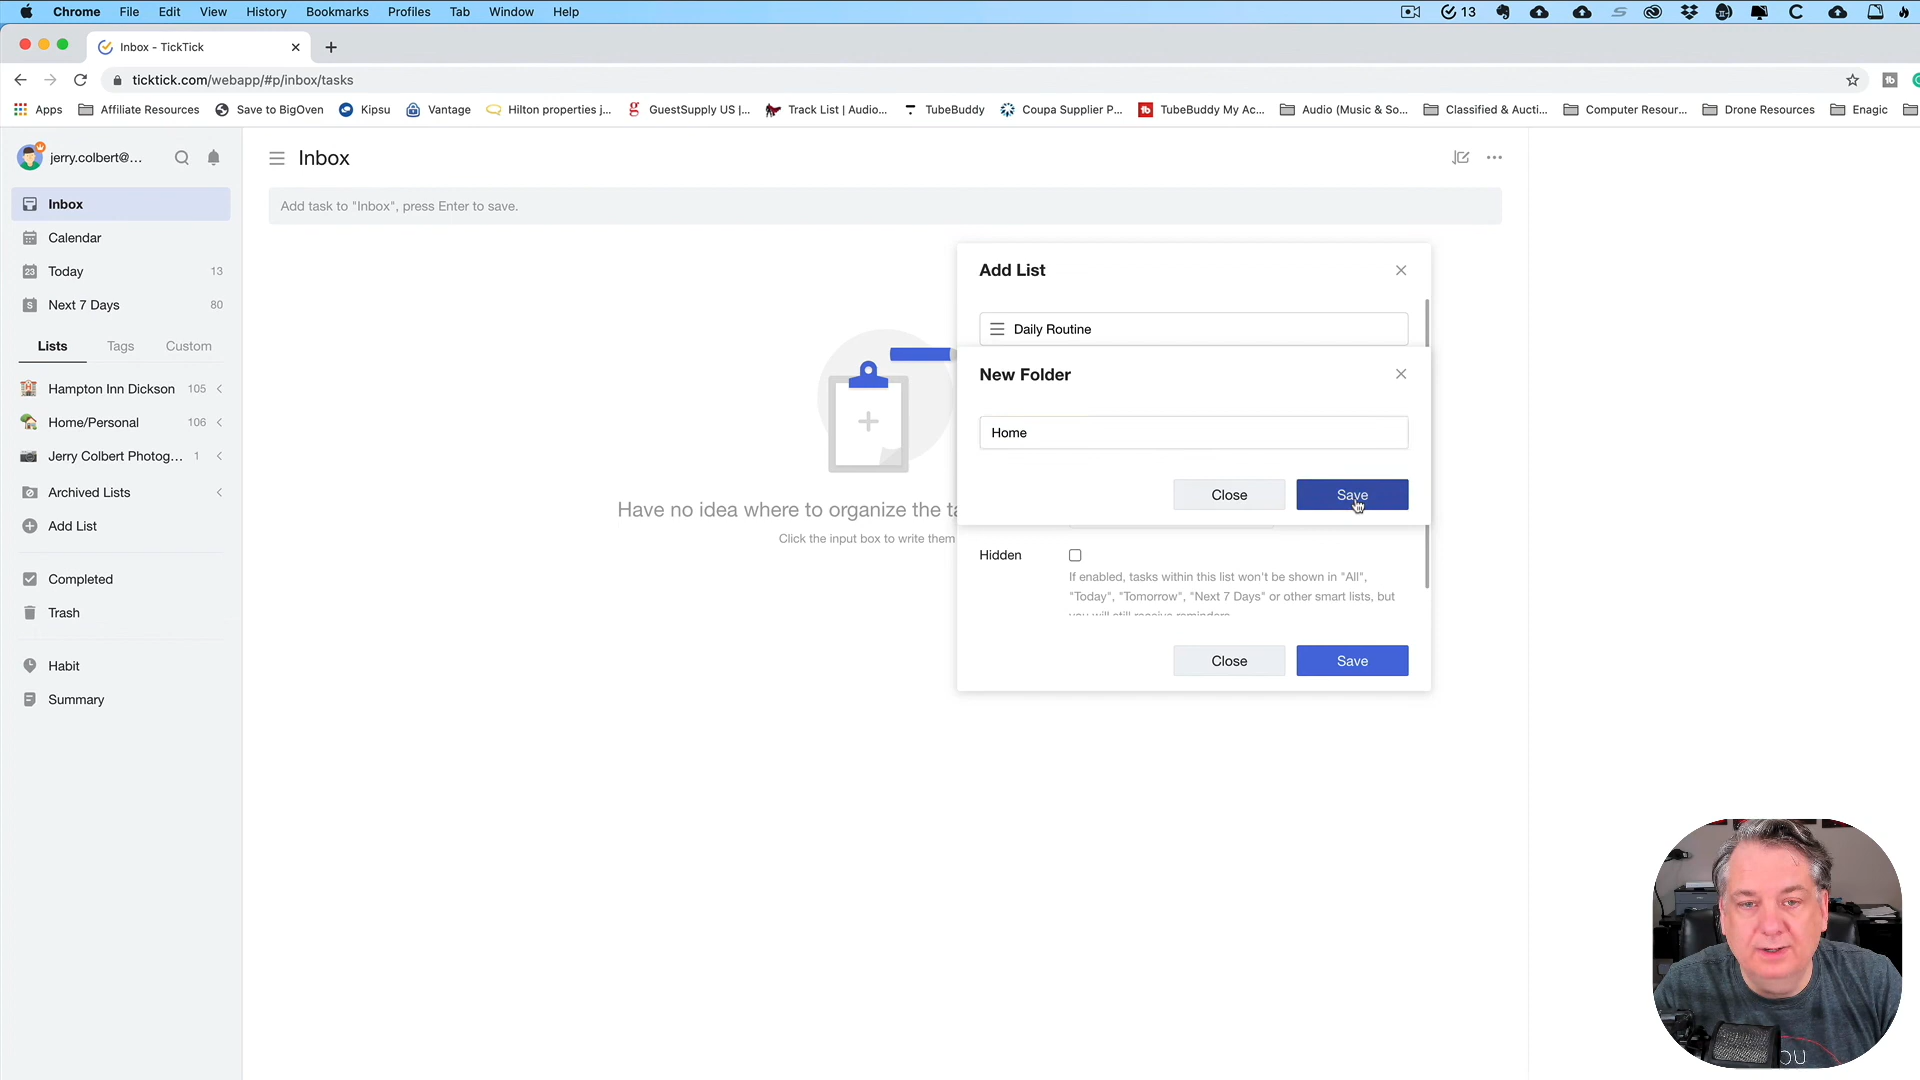 Chrome File Edit View History Bookmarks Profiles Tab Window Help 13
Inbox - TickTick
ticktick.com/webapp/#p/inbox/tasks
Apps Affiliate Resources Save to BigOven Kipsu Vantage Hilton properties j... GuestSupply US |... Track List | Audio... TubeBuddy Coupa Supplier P... TubeBuddy My Ac... Audio (Music & So... Classified & Aucti... Computer Resour... Drone Resources Enagic
jerry.colbert@...
Inbox
Calendar
Today 13
Next 7 Days 80
Lists Tags Custom
Hampton Inn Dickson 105
Home/Personal 106
Jerry Colbert Photog... 1
Archived Lists
Add List
Completed
Trash
Habit
Summary
Inbox
Add task to "Inbox", press Enter to save.
Have no idea where to organize the ta
Click the input box to write them
Add List
Daily Routine
New Folder
Home
Close Save
Hidden
If enabled, tasks within this list won't be shown in "All",
"Today", "Tomorrow", "Next 7 Days" or other smart lists, but
you will still receive reminders.
Close Save
OU